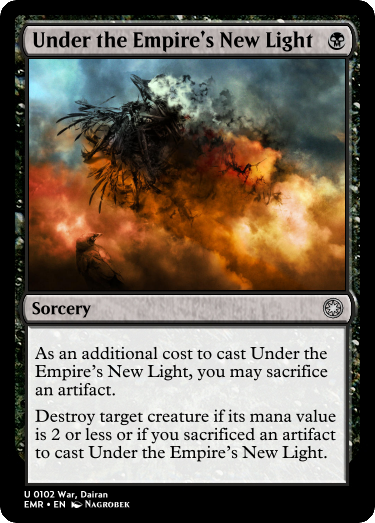 Under the Empire's New Light
Sorcery
As an additional cost to cast Under the
Empire's New Light, you may sacrifice
an artifact.
Destroy target creature if its mana value
is 2 or less or if you sacrificed an artifact
to cast Under the Empire's New Light.
U 0102 War, Dairan
EMR • EN Nagrobek